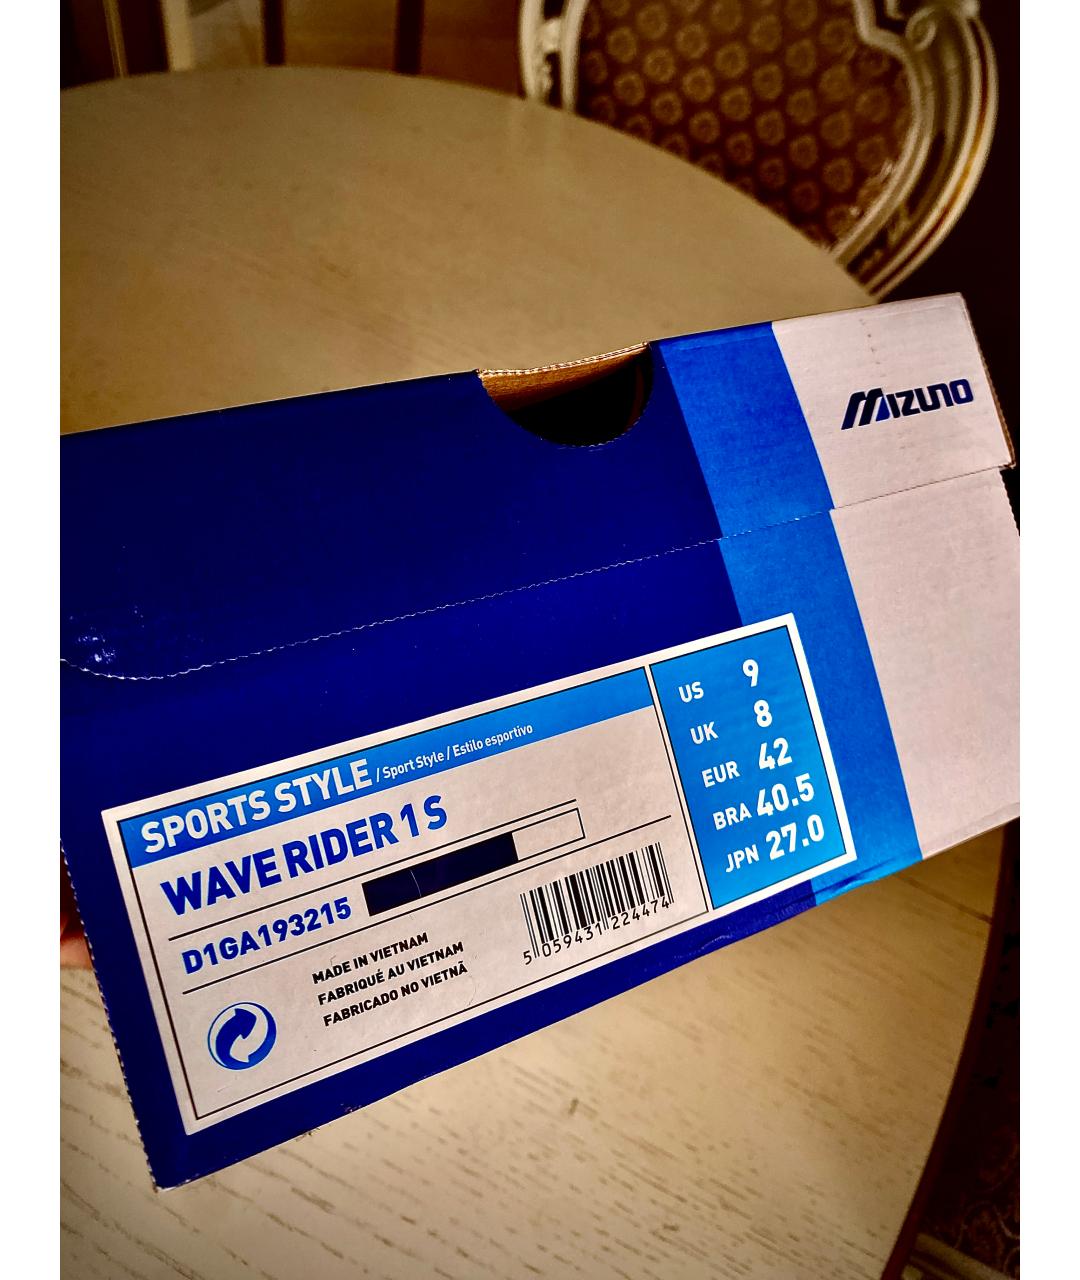 MIZUNO
SPORTS STYLE / Sport Style / Estilo esportivo
WAVE RIDER 1 S
D1GA193215
MADE IN VIETNAM
FABRIQUÉ AU VIETNAM
FABRICADO NO VIETNÃ
5 059431 224474
US 9
UK 8
EUR 42
BRA 40.5
JPN 27.0